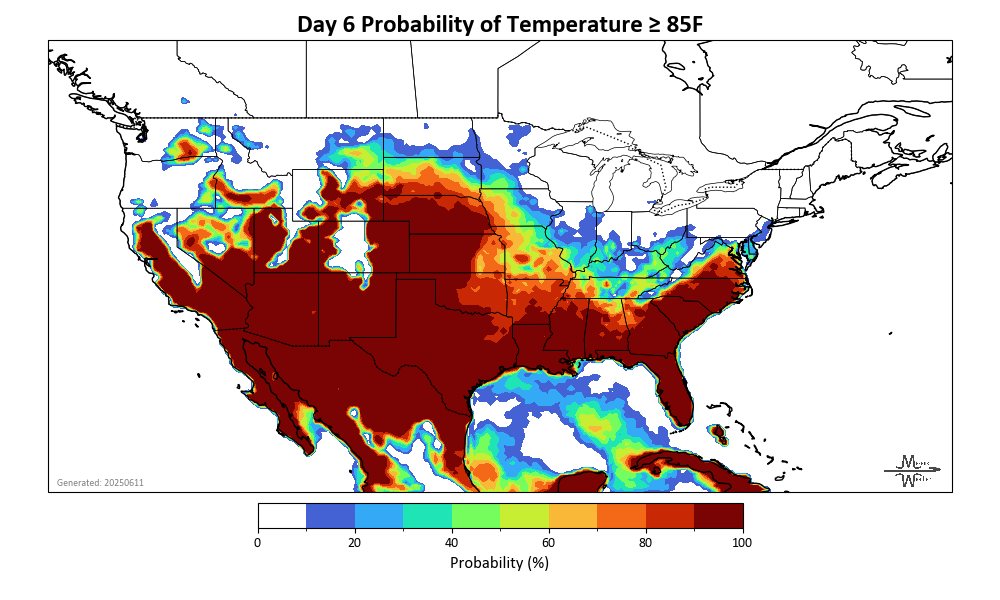 Day 6 Probability of Temperature ≥ 85F
Generated: 20250611
0 20 40 60 80 100
Probability (%)